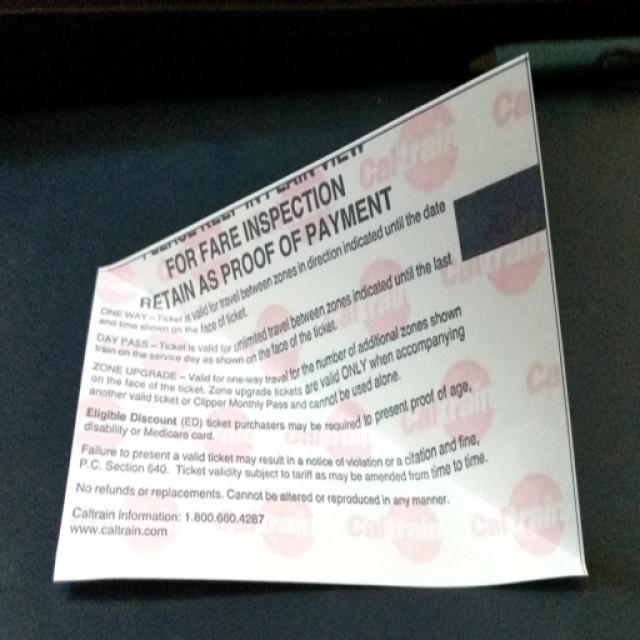 PLEASE KEEP IN PLAIN VIEW
FOR FARE INSPECTION
RETAIN AS PROOF OF PAYMENT
ONE WAY – Ticket is valid for travel between zones in direction indicated until the date
and time shown on the face of ticket.
DAY PASS – Ticket is valid for unlimited travel between zones indicated until the last
train on the service day as shown on the face of the ticket.
ZONE UPGRADE – Valid for one-way travel for the number of additional zones shown
on the face of the ticket. Zone upgrade tickets are valid ONLY when accompanying
another valid ticket or Clipper Monthly Pass and cannot be used alone.
Eligible Discount (ED) ticket purchasers may be required to present proof of age,
disability or Medicare card.
Failure to present a valid ticket may result in a notice of violation or a citation and fine,
P.C. Section 640. Ticket validity subject to tariff as may be amended from time to time.
No refunds or replacements. Cannot be altered or reproduced in any manner.
Caltrain information: 1.800.660.4287
www.caltrain.com